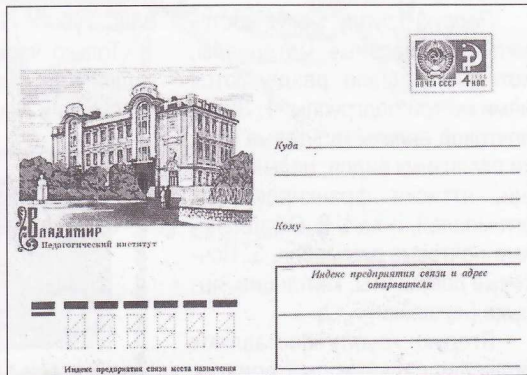 ПОЧТА СССР 4 КОП.
Куда
Владимир
Педагогический институт
Кому
Индекс предприятия связи и адрес
отправителя
Индекс предприятия связи места назначения